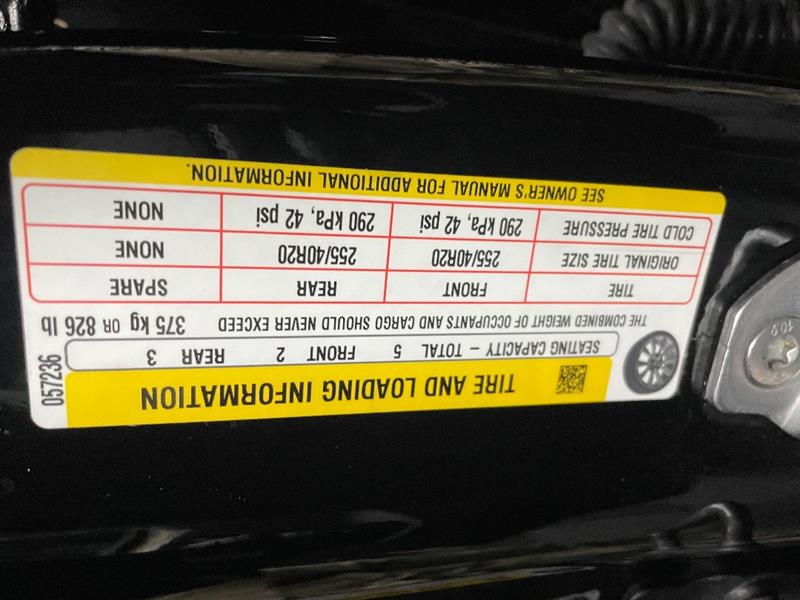 TIRE AND LOADING INFORMATION
SEATING CAPACITY – TOTAL 5 FRONT 2 REAR 3
THE COMBINED WEIGHT OF OCCUPANTS AND CARGO SHOULD NEVER EXCEED 375 kg OR 826 lb
TIRE FRONT REAR SPARE
ORIGINAL TIRE SIZE 255/40R20 255/40R20 NONE
COLD TIRE PRESSURE 290 kPa, 42 psi 290 kPa, 42 psi NONE
SEE OWNER'S MANUAL FOR ADDITIONAL INFORMATION.
057236
10.9